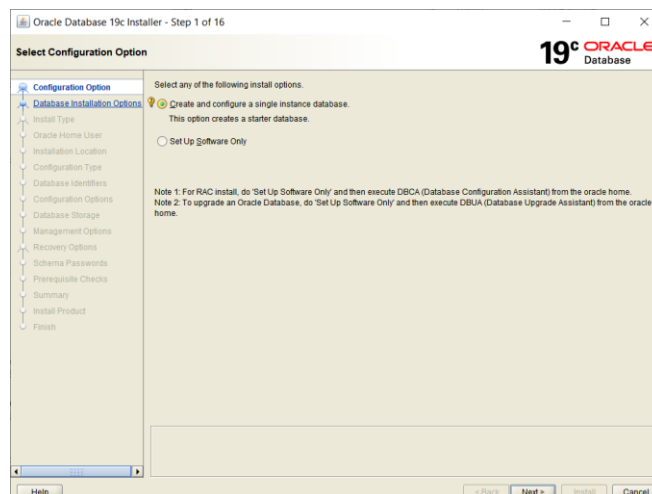 Oracle Database 19c Installer - Step 1 of 16
Select Configuration Option
19c ORACLE
Database
Configuration Option
Database Installation Options
Install Type
Oracle Home User
Installation Location
Configuration Type
Database Identifiers
Configuration Options
Database Storage
Management Options
Recovery Options
Schema Passwords
Prerequisite Checks
Summary
Install Product
Finish
Select any of the following install options.
Create and configure a single instance database.
This option creates a starter database.
Set Up Software Only
Note 1: For RAC install, do 'Set Up Software Only' and then execute DBCA (Database Configuration Assistant) from the oracle home.
Note 2: To upgrade an Oracle Database, do 'Set Up Software Only' and then execute DBUA (Database Upgrade Assistant) from the oracle
home.
Help
< Back
Next >
Install
Cancel